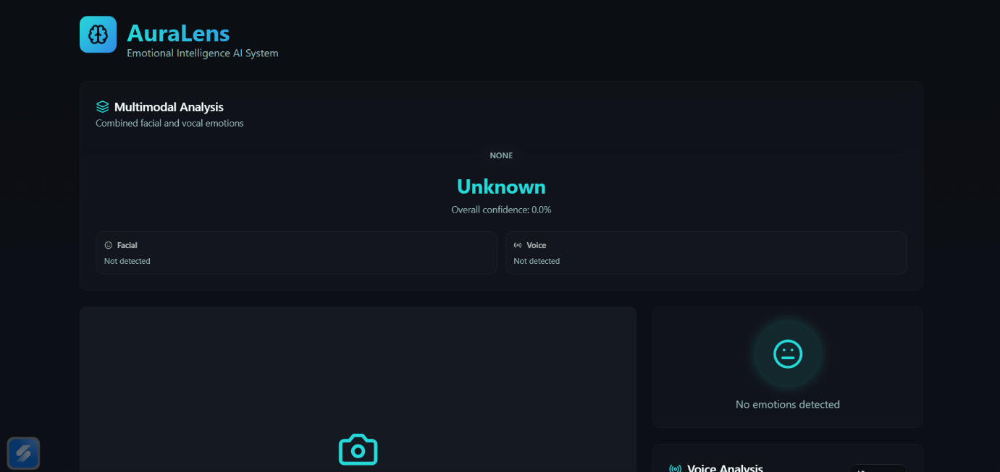 AuraLens
Emotional Intelligence AI System
Multimodal Analysis
Combined facial and vocal emotions
NONE
Unknown
Overall confidence: 0.0%
Facial
Not detected
Voice
Not detected
No emotions detected
Voice Analysis